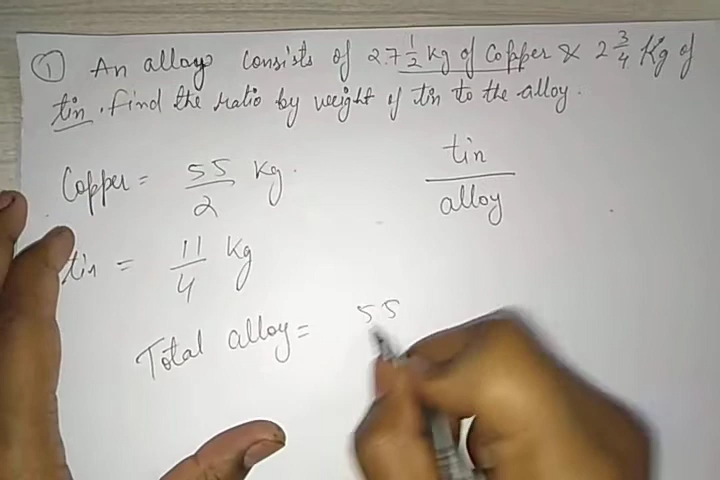 ① An alloy consists of 27 1/2 kg of Copper & 2 3/4 Kg of
tin. Find the ratio by weight of tin to the alloy.
Copper = 55/2 kg.
tin/alloy
tin = 11/4 Kg
Total alloy = 55